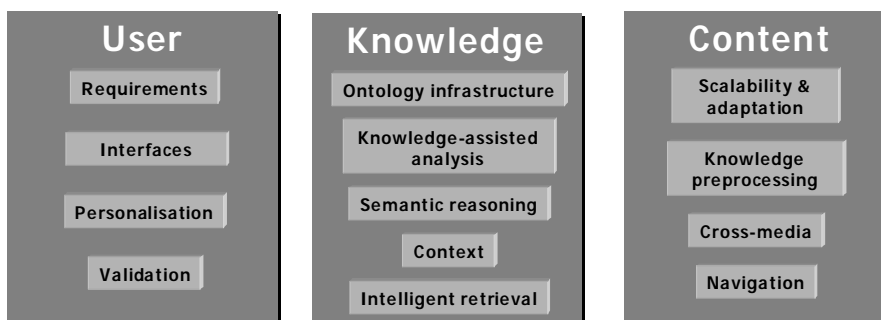 User
Requirements
Interfaces
Personalisation
Validation
Knowledge
Ontology infrastructure
Knowledge-assisted
analysis
Semantic reasoning
Context
Intelligent retrieval
Content
Scalability &
adaptation
Knowledge
preprocessing
Cross-media
Navigation